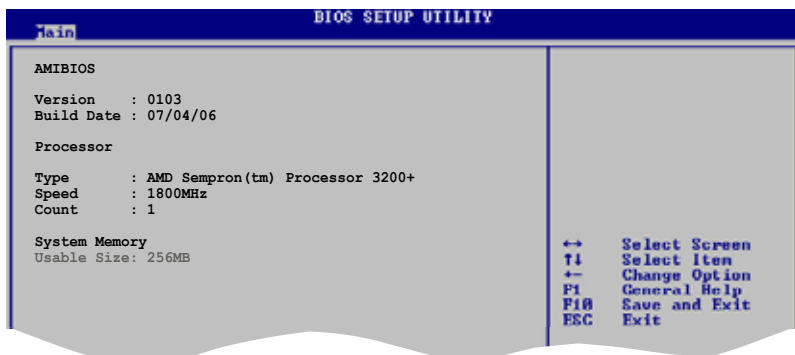 BIOS SETUP UTILITY
Main
AMIBIOS
Version : 0103
Build Date : 07/04/06
Processor
Type : AMD Sempron(tm) Processor 3200+
Speed : 1800MHz
Count : 1
System Memory
Usable Size: 256MB
↔ Select Screen
↑↓ Select Item
+- Change Option
F1 General Help
F10 Save and Exit
ESC Exit